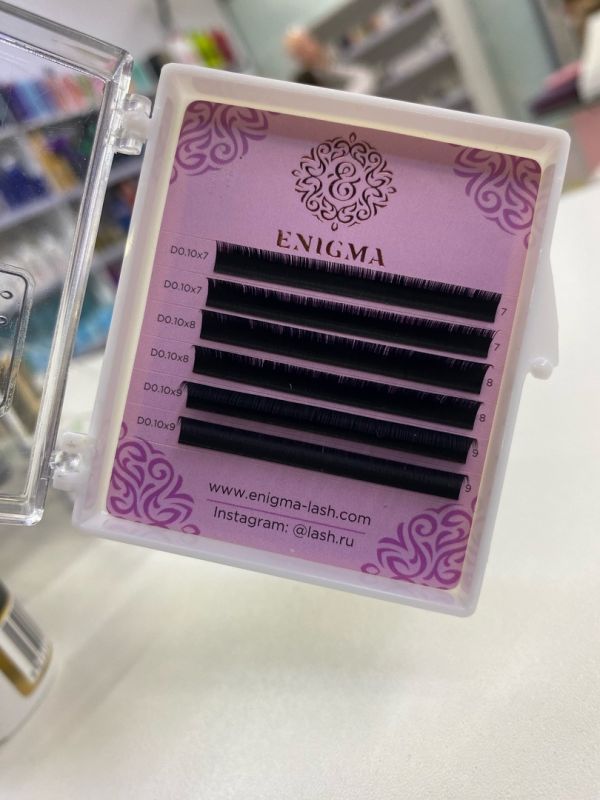 &
ENIGMA
D0.10x7 7
D0.10x7 7
D0.10x8 8
D0.10x8 8
D0.10x9 9
D0.10x9 9
www.enigma-lash.com
Instagram: @lash.ru